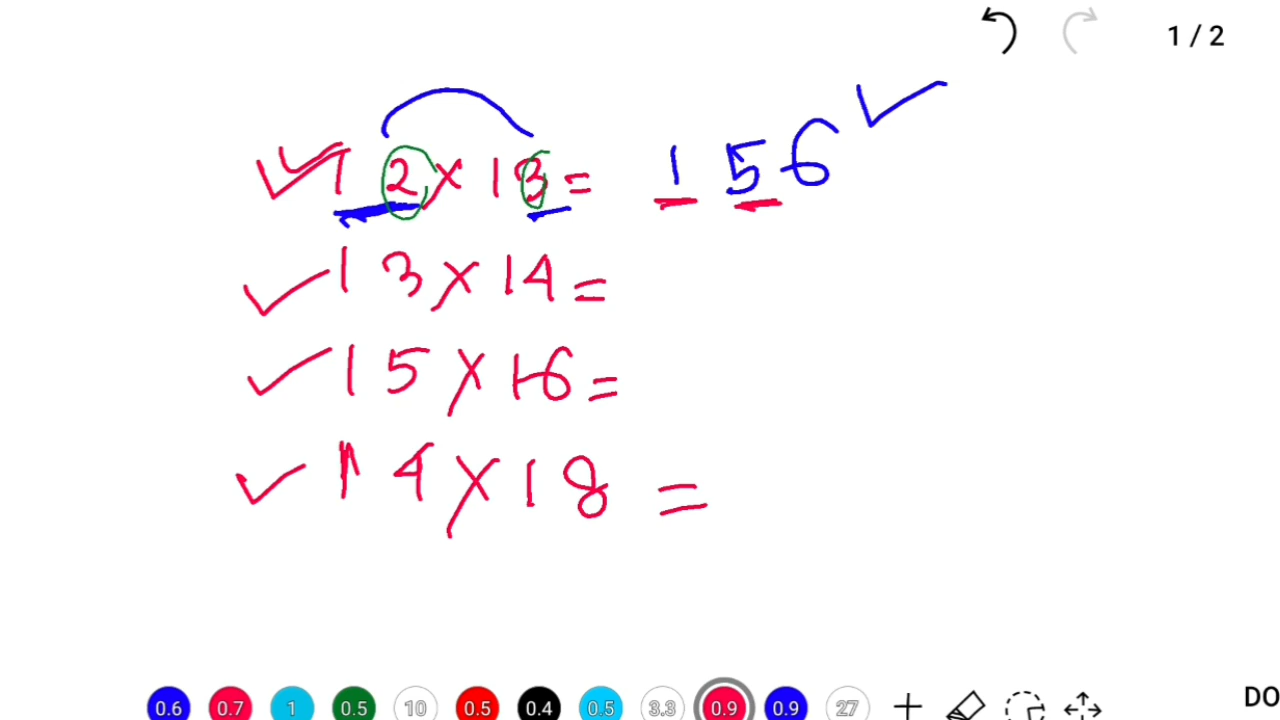 1 / 2
12 × 13 = 156
13 × 14 =
15 × 16 =
14 × 18 =
0.6 0.7 1 0.5 10 0.5 0.4 0.5 3.3 0.9 0.9 27
DO